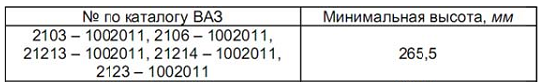 № по каталогу ВАЗ
Минимальная высота, мм
2103 – 1002011, 2106 – 1002011,
21213 – 1002011, 21214 – 1002011,
2123 – 1002011
265,5